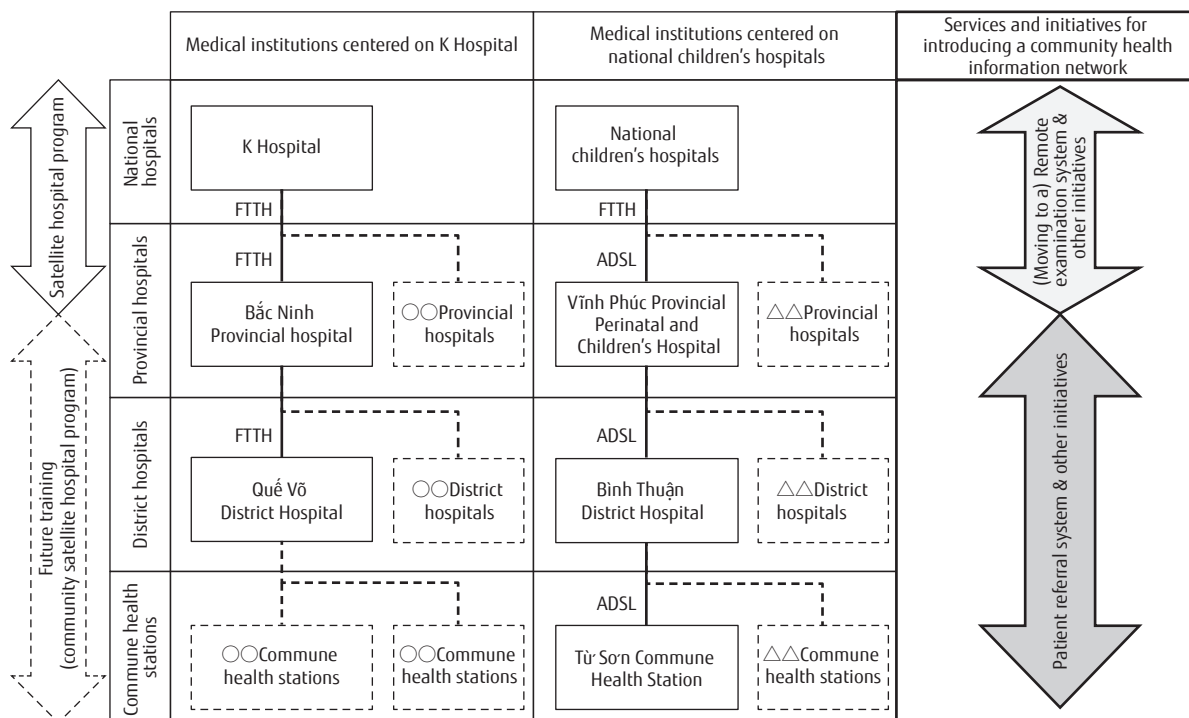 Medical institutions centered on K Hospital
Medical institutions centered on
national children's hospitals
Services and initiatives for
introducing a community health
information network
Satellite hospital program
National
hospitals
K Hospital
National
children's hospitals
(Moving to a) Remote
examination system &
other initiatives
FTTH
FTTH
Provincial hospitals
FTTH
ADSL
Bắc Ninh
Provincial hospital
○○Provincial
hospitals
Vĩnh Phúc Provincial
Perinatal and
Children's Hospital
△△Provincial
hospitals
Future training
(community satellite hospital program)
Patient referral system & other initiatives
District hospitals
FTTH
ADSL
Quế Võ
District Hospital
○○District
hospitals
Bình Thuận
District Hospital
△△District
hospitals
Commune health
stations
ADSL
○○Commune
health stations
○○Commune
health stations
Từ Sơn Commune
Health Station
△△Commune
health stations